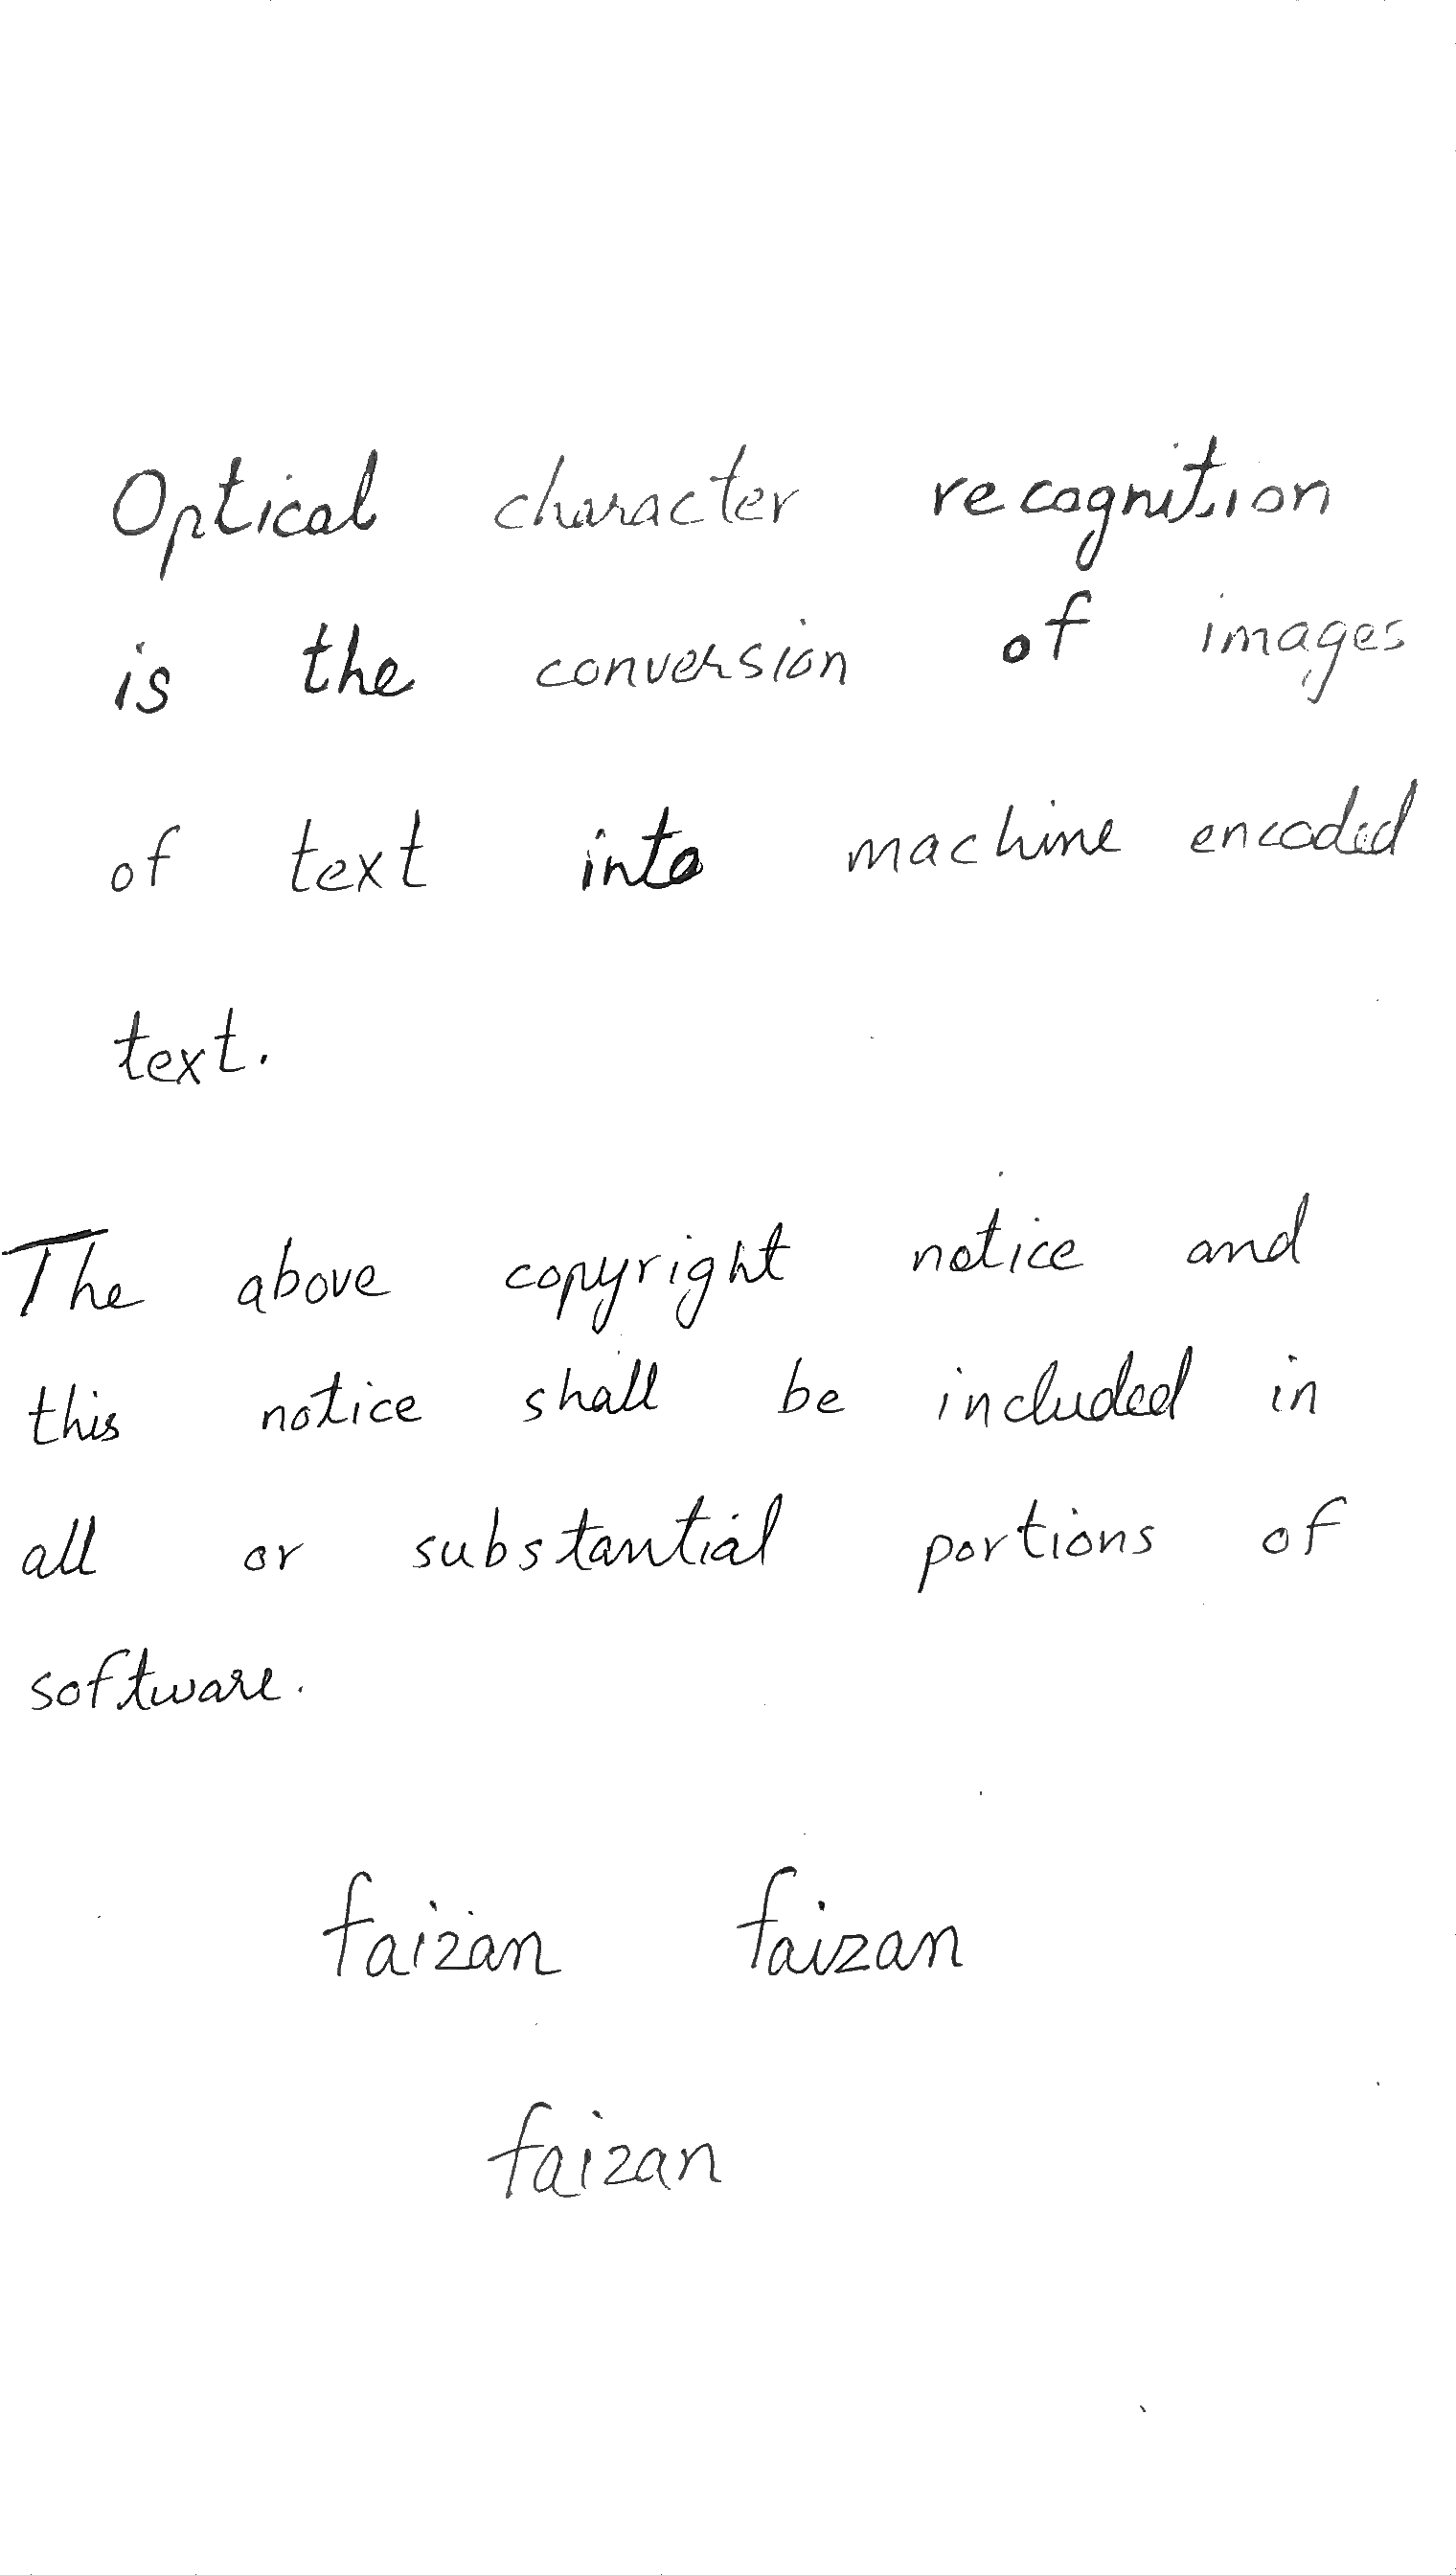 Optical character recognition
is the conversion of images
of text into machine encoded
text.
The above copyright notice and
this notice shall be included in
all or substantial portions of
software.
faizan faizan
faizan